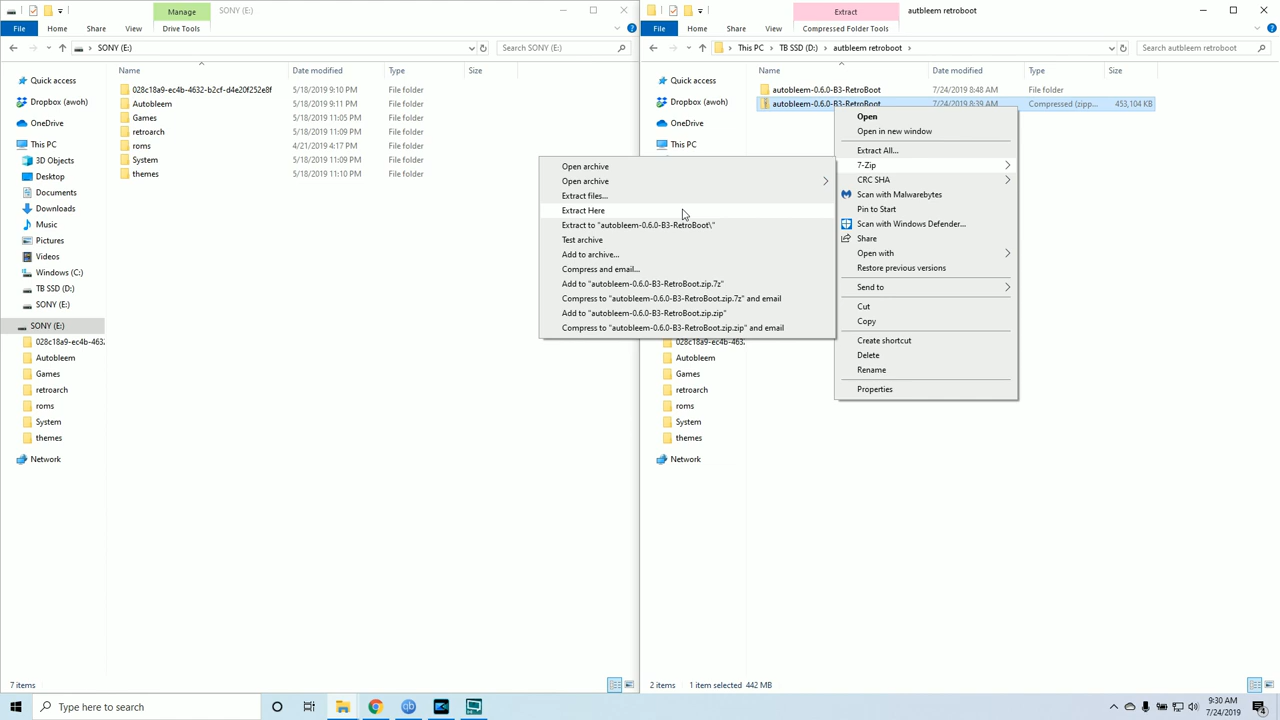 Manage
SONY (E:)
File
Home
Share
View
Drive Tools
SONY (E:)
Search SONY (E:)
Quick access
Dropbox (awoh)
OneDrive
This PC
3D Objects
Desktop
Documents
Downloads
Music
Pictures
Videos
Windows (C:)
TB SSD (D:)
SONY (E:)
SONY (E:)
028c18a9-ec4b-463
Autobleem
Games
retroarch
roms
System
themes
Network
Name
Date modified
Type
Size
028c18a9-ec4b-4632-b2cf-d4e20f252e8f
5/18/2019 9:10 PM
File folder
Autobleem
5/18/2019 9:11 PM
File folder
Games
5/18/2019 11:05 PM
File folder
retroarch
5/18/2019 11:09 PM
File folder
roms
4/21/2019 4:17 PM
File folder
System
5/18/2019 11:09 PM
File folder
themes
5/18/2019 11:10 PM
File folder
7 items
Extract
autbleem retroboot
File
Home
Share
View
Compressed Folder Tools
This PC
TB SSD (D:)
autbleem retroboot
Search autbleem retroboot
Quick access
Dropbox (awoh)
OneDrive
This PC
028c18a9-ec4b-463.
Autobleem
Games
retroarch
roms
System
themes
Network
Name
Date modified
Type
Size
autobleem-0.6.0-B3-RetroBoot
7/24/2019 8:48 AM
File folder
autobleem-0.6.0-B3-RetroBoot
7/24/2019 8:39 AM
Compressed (zipp...
453,104 KB
Open
Open in new window
Extract All...
7-Zip
CRC SHA
Scan with Malwarebytes
Pin to Start
Scan with Windows Defender...
Share
Open with
Restore previous versions
Send to
Cut
Copy
Create shortcut
Delete
Rename
Properties
Open archive
Open archive
Extract files...
Extract Here
Extract to "autobleem-0.6.0-B3-RetroBoot\"
Test archive
Add to archive...
Compress and email...
Add to "autobleem-0.6.0-B3-RetroBoot.zip.7z"
Compress to "autobleem-0.6.0-B3-RetroBoot.zip.7z" and email
Add to "autobleem-0.6.0-B3-RetroBoot.zip.zip"
Compress to "autobleem-0.6.0-B3-RetroBoot.zip.zip" and email
2 items
1 item selected 442 MB
Type here to search
9:30 AM
7/24/2019